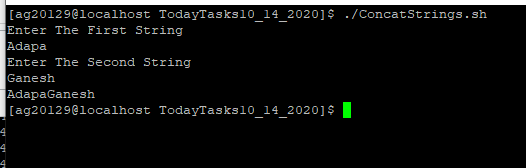 [ag20129@localhost TodayTasks10_14_2020]$ ./ConcatStrings.sh
Enter The First String
Adapa
Enter The Second String
Ganesh
AdapaGanesh
[ag20129@localhost TodayTasks10_14_2020]$